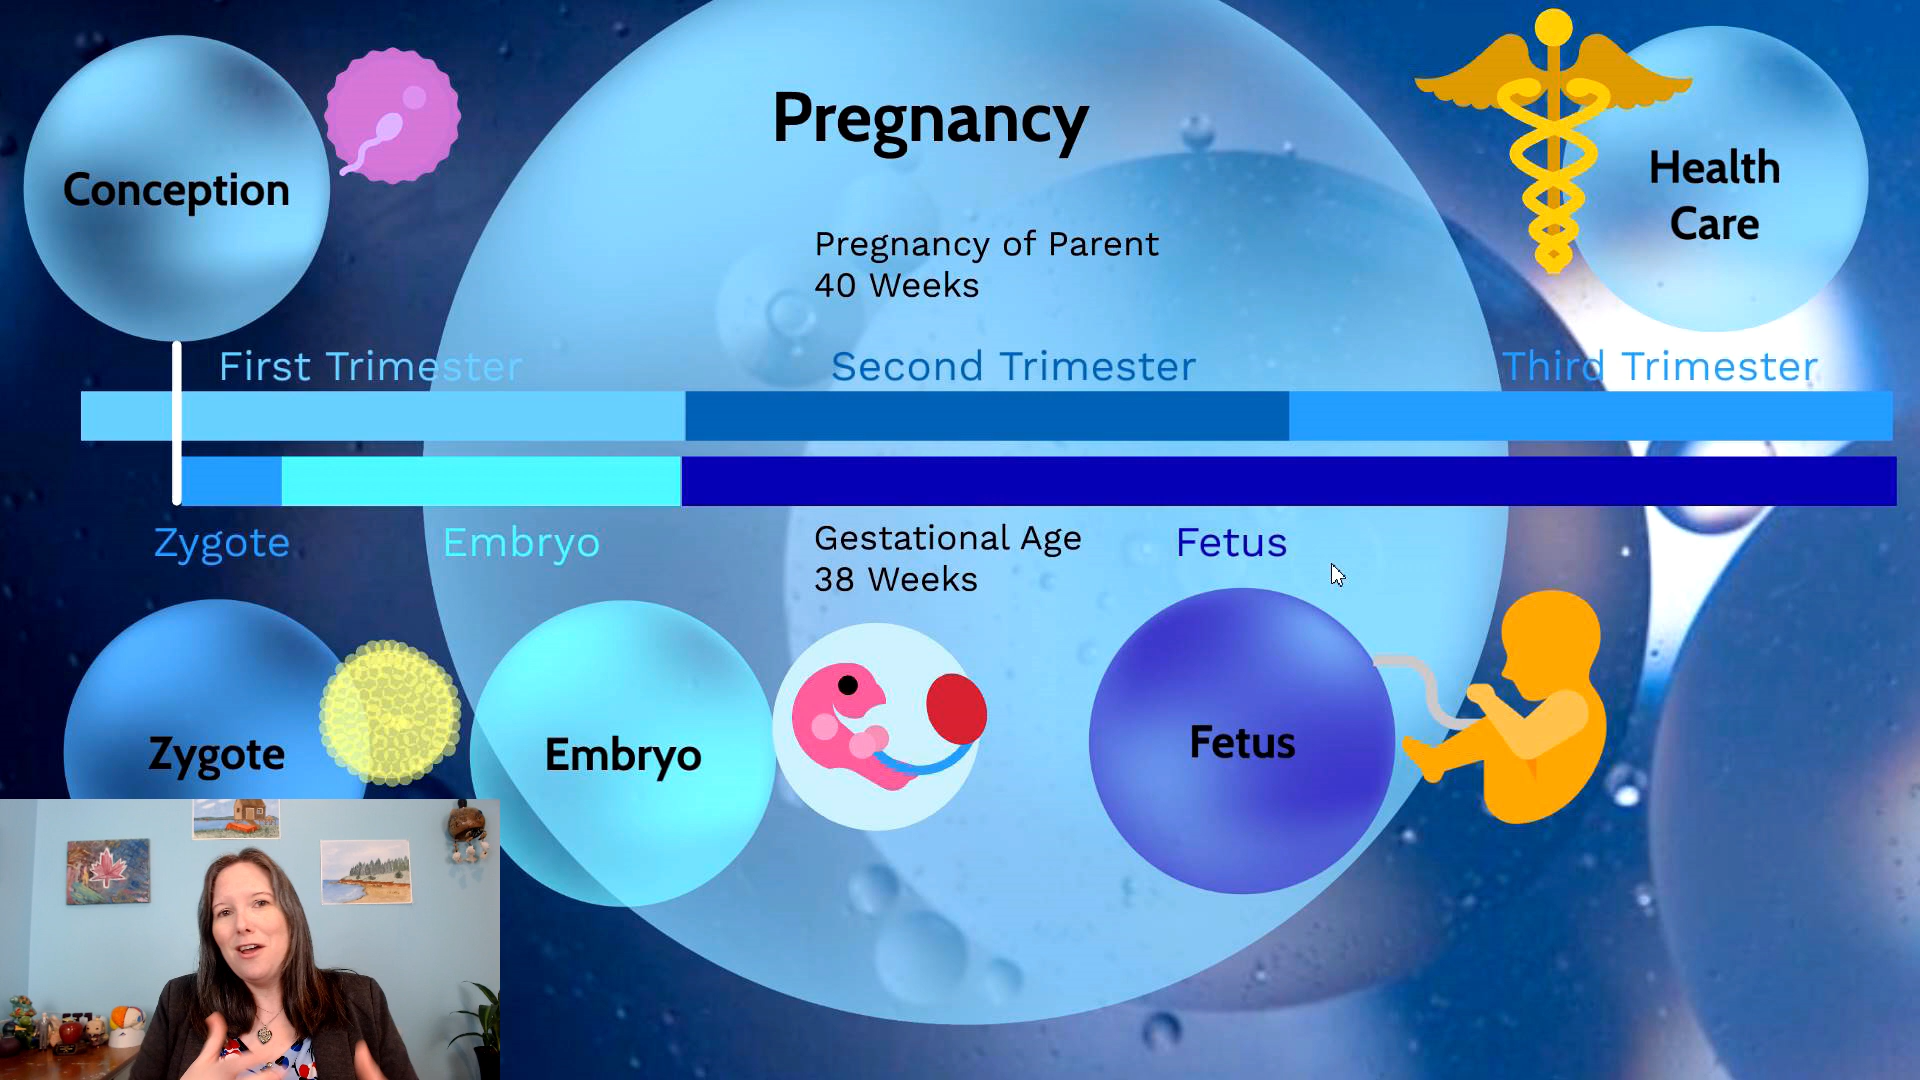 Pregnancy
Conception
Health
Care
Pregnancy of Parent
40 Weeks
First Trimester
Second Trimester
Third Trimester
Zygote
Embryo
Gestational Age
38 Weeks
Fetus
Zygote
Embryo
Fetus